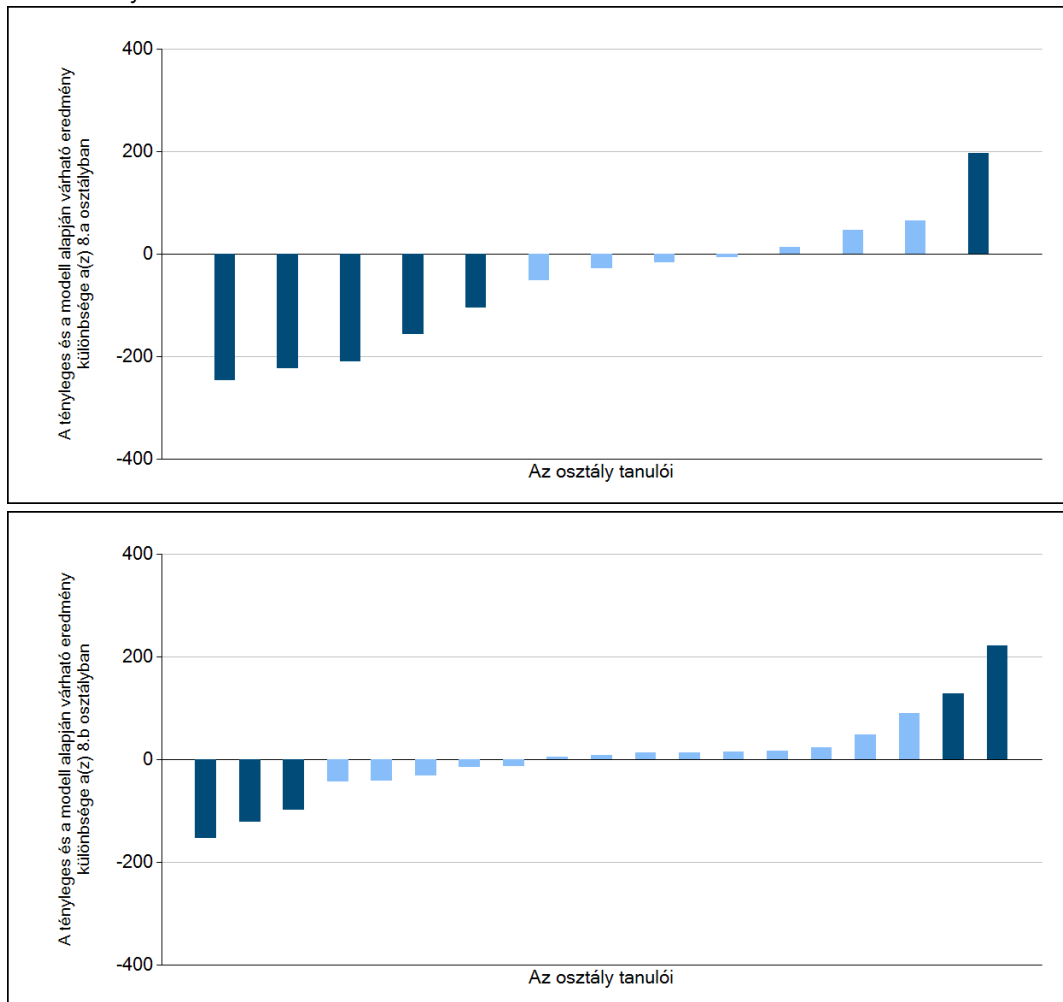 400
200
0
-200
-400
A tényleges és a modell alapján várható eredmény
különbsége a(z) 8.a osztályban
Az osztály tanulói
400
200
0
-200
-400
A tényleges és a modell alapján várható eredmény
különbsége a(z) 8.b osztályban
Az osztály tanulói